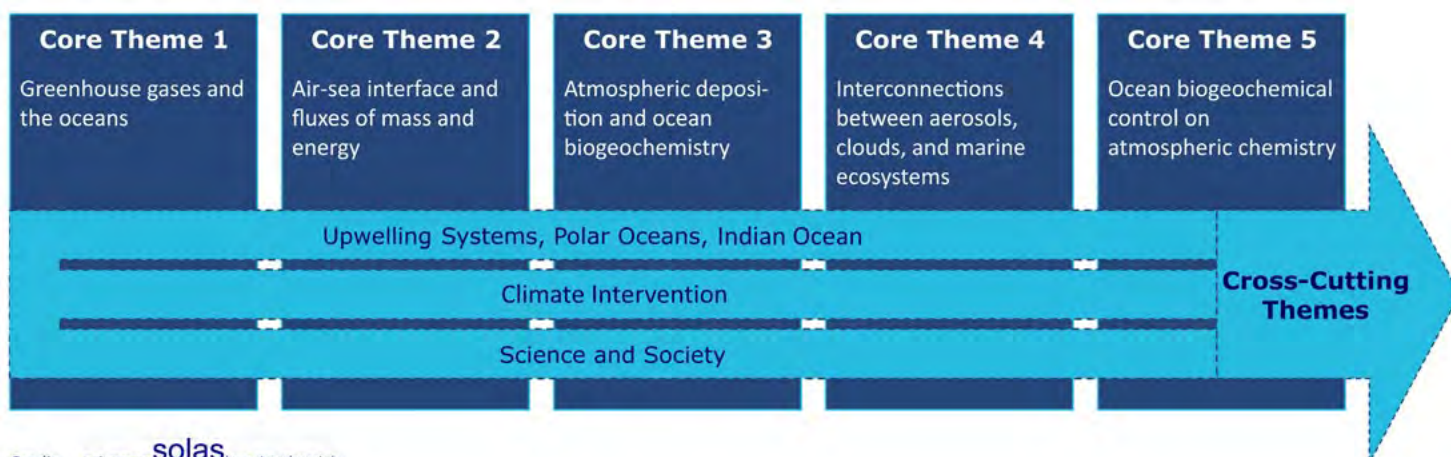 Core Theme 1
Greenhouse gases and
the oceans
Core Theme 2
Air-sea interface and
fluxes of mass and
energy
Core Theme 3
Atmospheric deposi-
tion and ocean
biogeochemistry
Core Theme 4
Interconnections
between aerosols,
clouds, and marine
ecosystems
Core Theme 5
Ocean biogeochemical
control on
atmospheric chemistry
Upwelling Systems, Polar Oceans, Indian Ocean
Climate Intervention
Science and Society
Cross-Cutting
Themes
solas